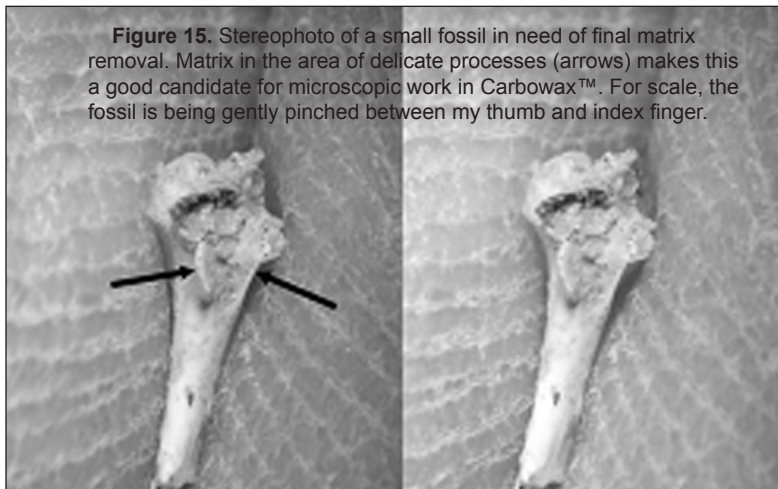 Figure 15. Stereophoto of a small fossil in need of final matrix
removal. Matrix in the area of delicate processes (arrows) makes this
a good candidate for microscopic work in Carbowax™. For scale, the
fossil is being gently pinched between my thumb and index finger.